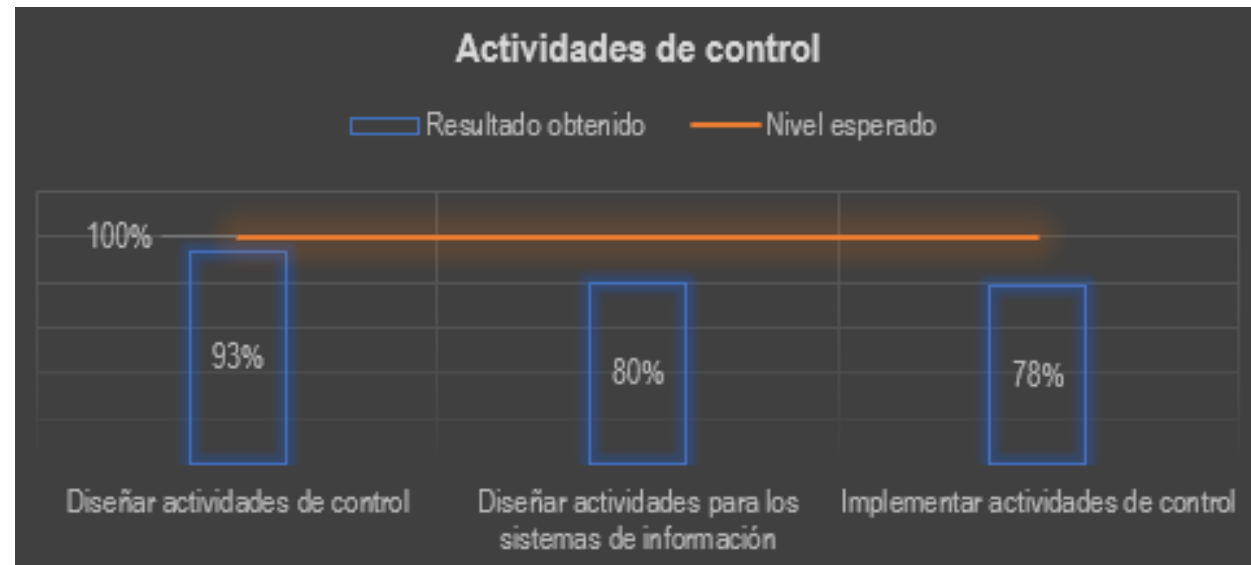 Actividades de control
Resultado obtenido
Nivel esperado
100%
93%
80%
78%
Diseñar actividades de control
Diseñar actividades para los
sistemas de información
Implementar actividades de control